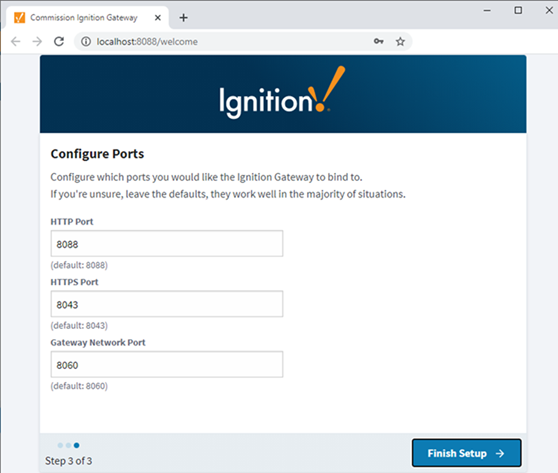 Commission Ignition Gateway
localhost:8088/welcome
Ignition!
Configure Ports
Configure which ports you would like the Ignition Gateway to bind to.
If you're unsure, leave the defaults, they work well in the majority of situations.
HTTP Port
8088
(default: 8088)
HTTPS Port
8043
(default: 8043)
Gateway Network Port
8060
(default: 8060)
Step 3 of 3
Finish Setup